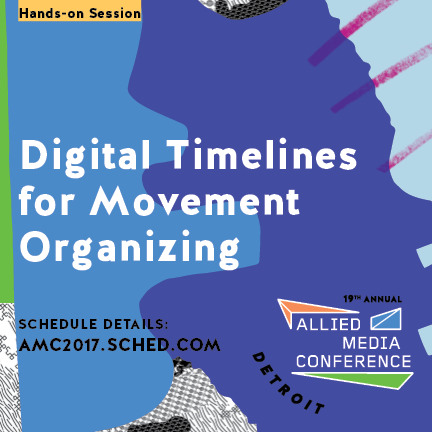 Hands-on Session
Digital Timelines
for Movement
Organizing
SCHEDULE DETAILS:
AMC2017.SCHED.COM
19TH ANNUAL
ALLIED
MEDIA
CONFERENCE
DETROIT